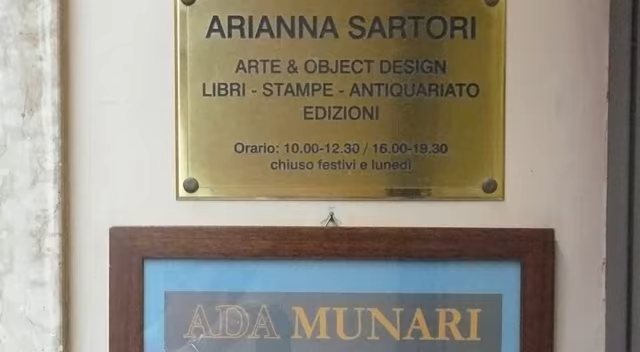 ARIANNA SARTORI
ARTE & OBJECT DESIGN
LIBRI - STAMPE - ANTIQUARIATO
EDIZIONI
Orario: 10.00-12.30 / 16.00-19.30
chiuso festivi e lunedì
ADA MUNARI